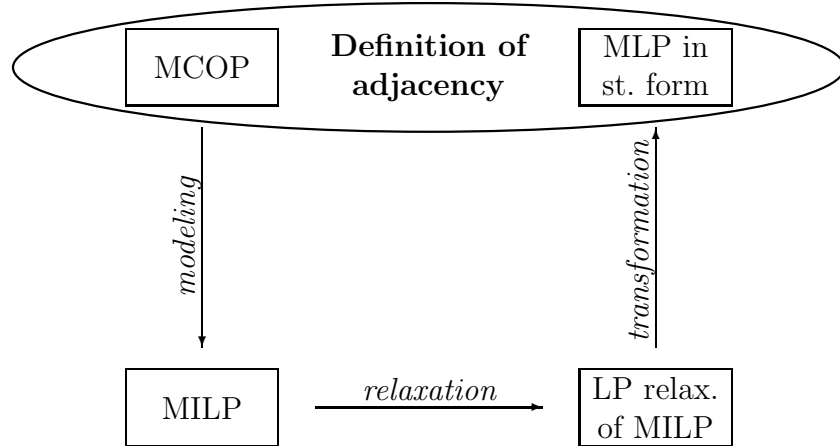 MCOP
Definition of
adjacency
MLP in
st. form
modeling
transformation
MILP
relaxation
LP relax.
of MILP